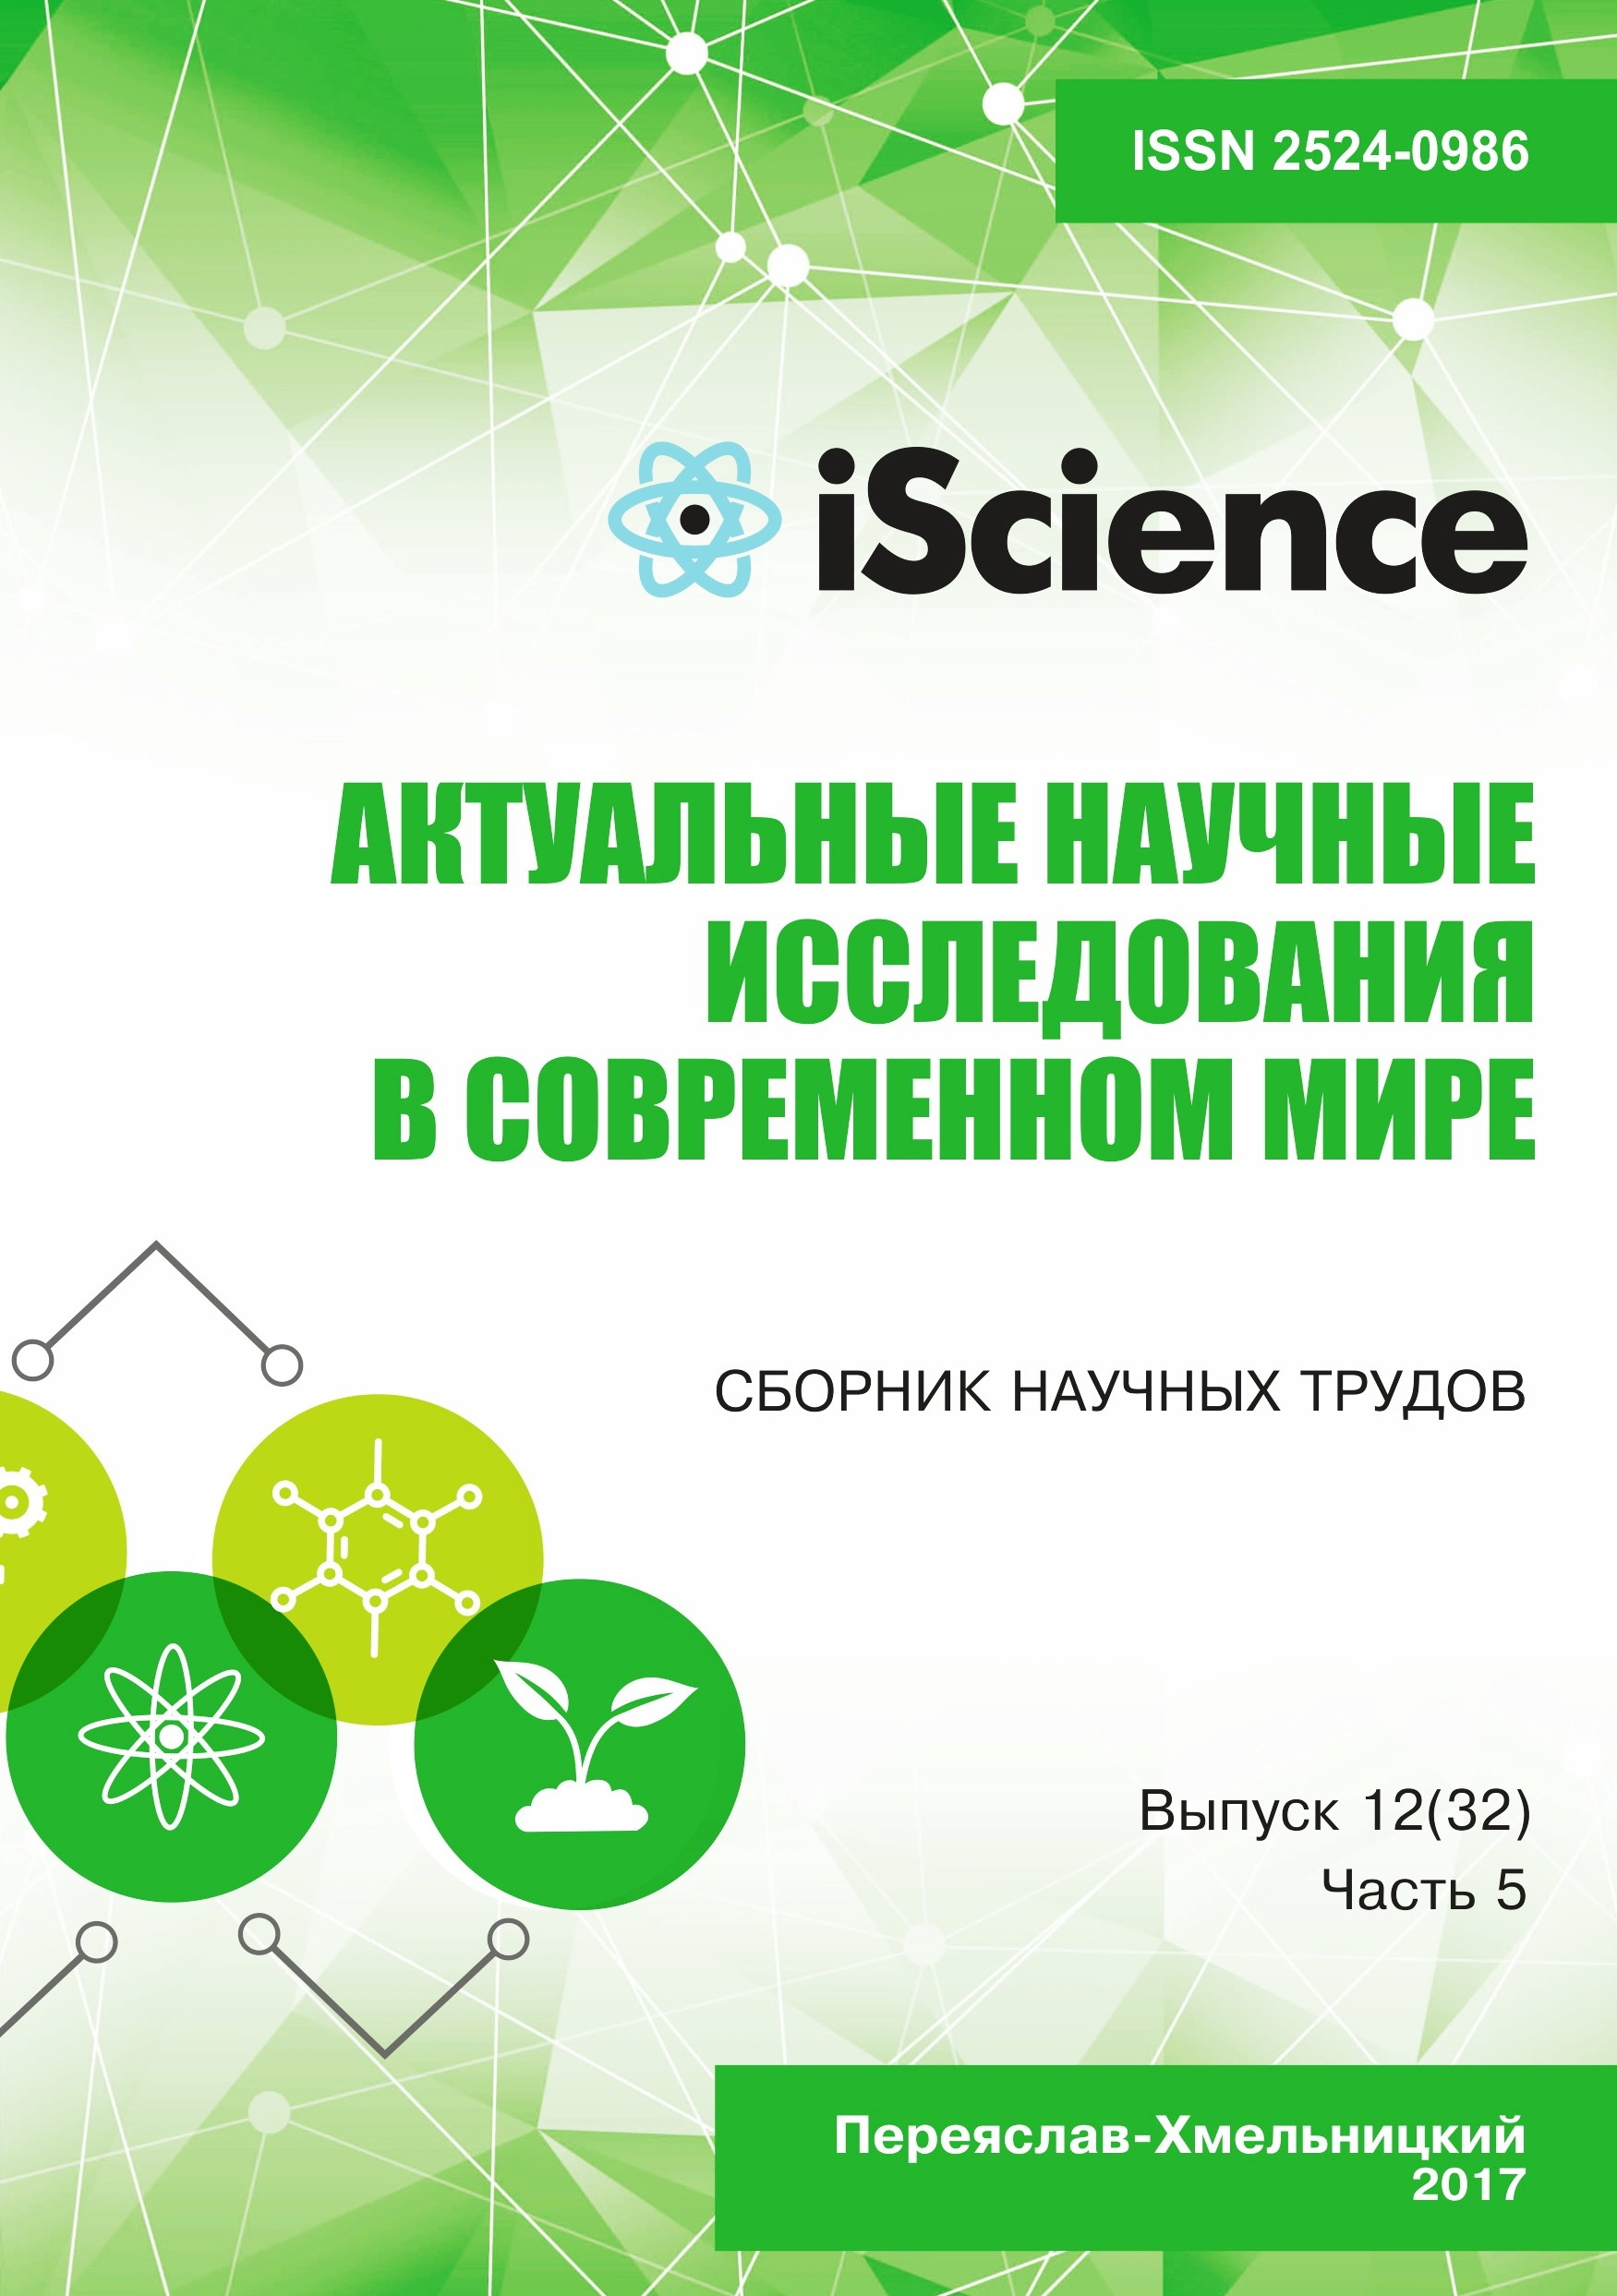 ISSN 2524-0986
iScience
АКТУАЛЬНЫЕ НАУЧНЫЕ
ИССЛЕДОВАНИЯ
В СОВРЕМЕННОМ МИРЕ
СБОРНИК НАУЧНЫХ ТРУДОВ
Выпуск 12(32)
Часть 5
Переяслав-Хмельницкий
2017